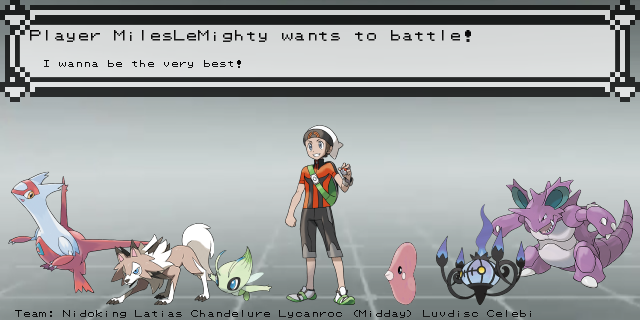 Player MilesLeMighty wants to battle!
I wanna be the very best!
Team: Nidoking Latias Chandelure Lycanroc (Midday) Luvdisc Celebi